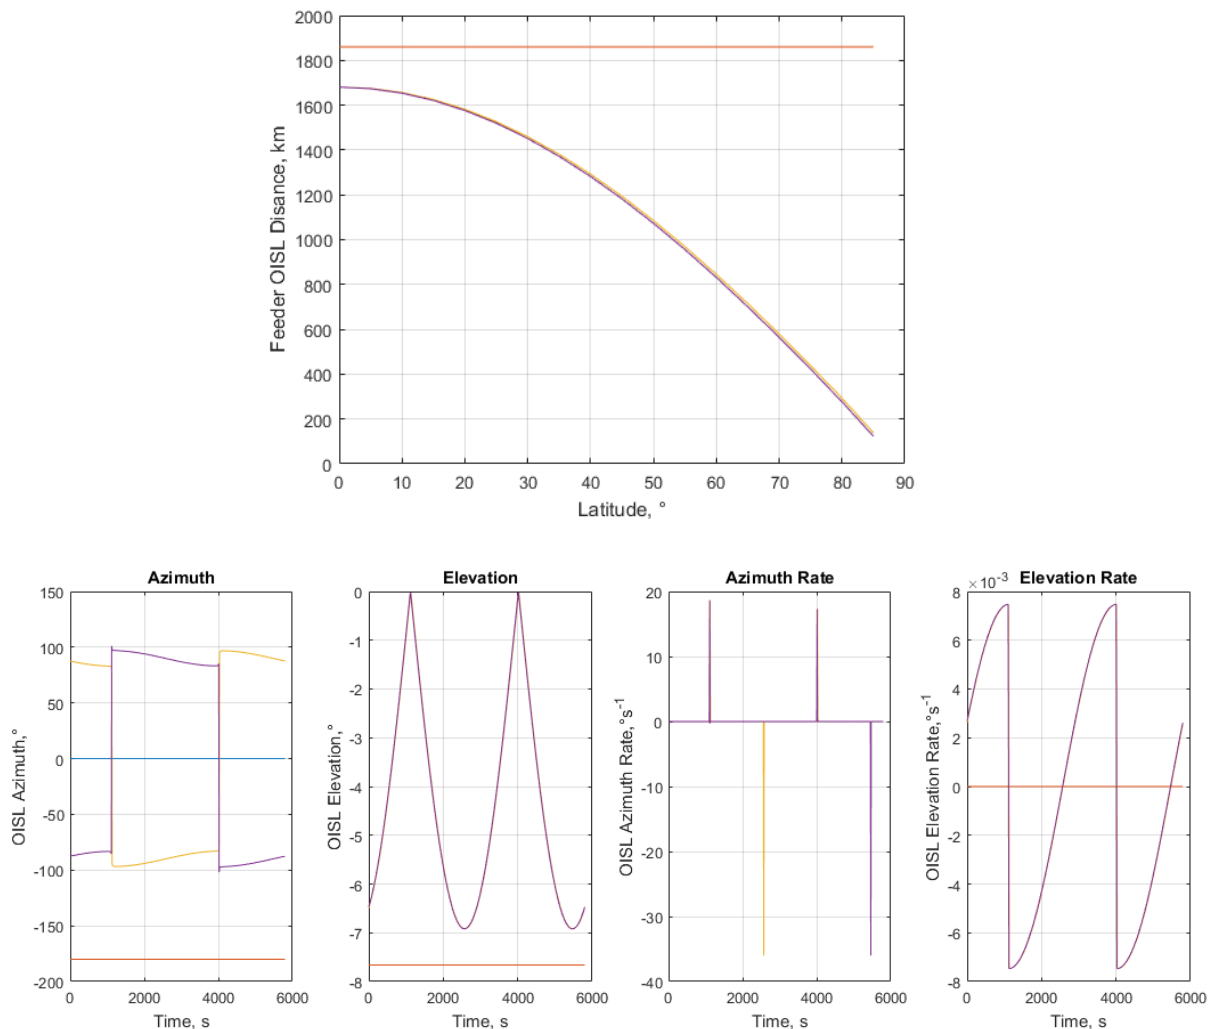 2000
1800
1600
1400
1200
1000
800
600
400
200
0
Feeder OISL Disance, km
0 10 20 30 40 50 60 70 80 90
Latitude, °
Azimuth
150
100
50
0
-50
-100
-150
-200
OISL Azimuth,°
0 2000 4000 6000
Time, s
Elevation
0
-1
-2
-3
-4
-5
-6
-7
-8
OISL Elevation,°
0 2000 4000 6000
Time, s
Azimuth Rate
20
10
0
-10
-20
-30
-40
OISL Azimuth Rate,°s⁻¹
0 2000 4000 6000
Time, s
×10⁻³ Elevation Rate
8
6
4
2
0
-2
-4
-6
-8
OISL Elevation Rate,°s⁻¹
0 2000 4000 6000
Time, s